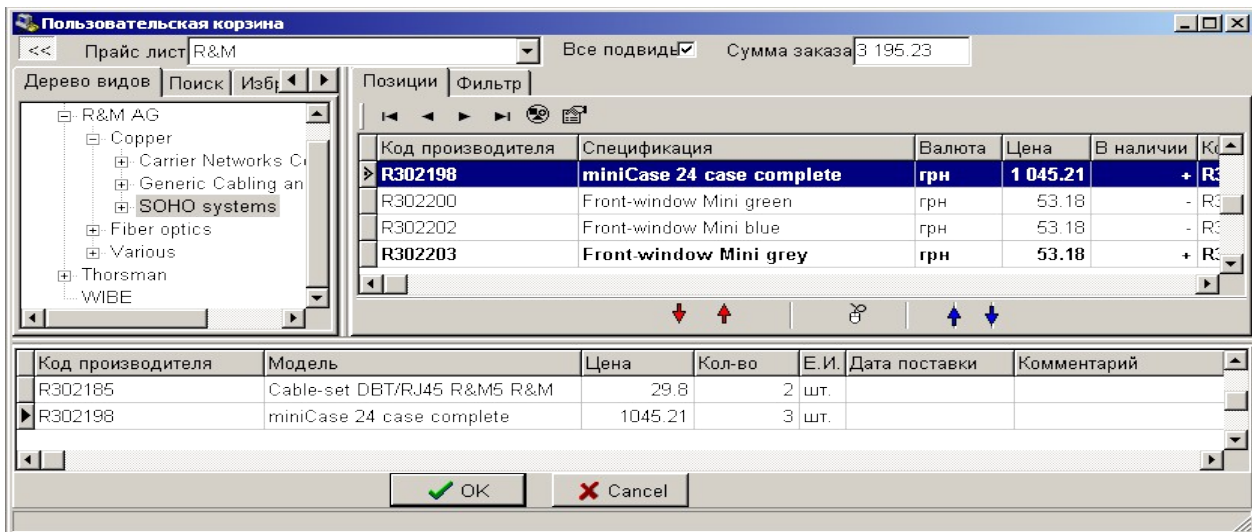 Пользовательская корзина
<< Прайс лист R&M Все подвиды Сумма заказа 3 195.23
Дерево видов Поиск Избр
Позиции Фильтр
R&M AG
Copper
Carrier Networks
Generic Cabling an
SOHO systems
Fiber optics
Various
Thorsman
WIBE
Код производителя Спецификация Валюта Цена В наличии
R302198 miniCase 24 case complete грн 1 045.21 +
R302200 Front-window Mini green грн 53.18 -
R302202 Front-window Mini blue грн 53.18 -
R302203 Front-window Mini grey грн 53.18 +
Код производителя Модель Цена Кол-во Е.И. Дата поставки Комментарий
R302185 Cable-set DBT/RJ45 R&M5 R&M 29.8 2 шт.
R302198 miniCase 24 case complete 1045.21 3 шт.
OK Cancel